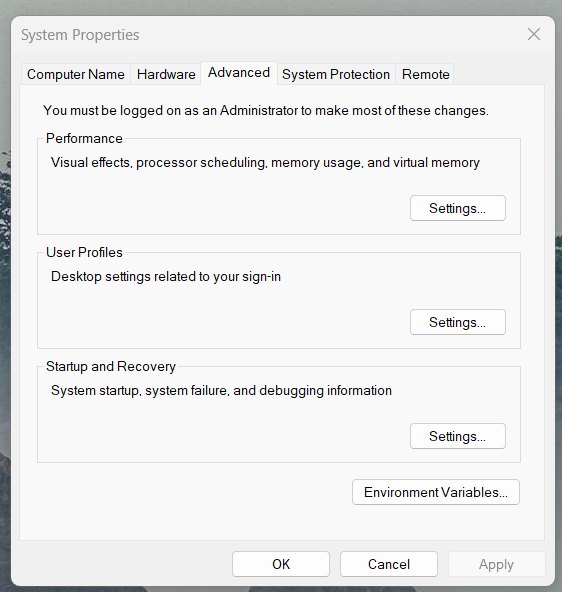 System Properties
Computer Name Hardware Advanced System Protection Remote
You must be logged on as an Administrator to make most of these changes.
Performance
Visual effects, processor scheduling, memory usage, and virtual memory
Settings...
User Profiles
Desktop settings related to your sign-in
Settings...
Startup and Recovery
System startup, system failure, and debugging information
Settings...
Environment Variables...
OK Cancel Apply